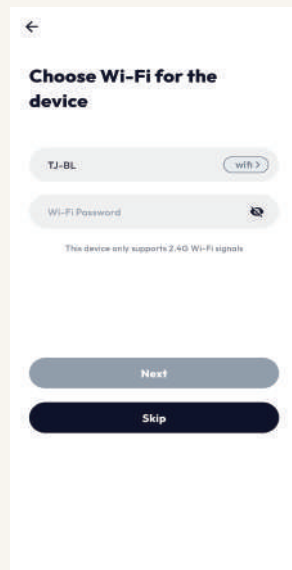 Choose Wi-Fi for the
device
TJ-BL
wifi >
Wi-Fi Password
This device only supports 2.4G Wi-Fi signals
Next
Skip